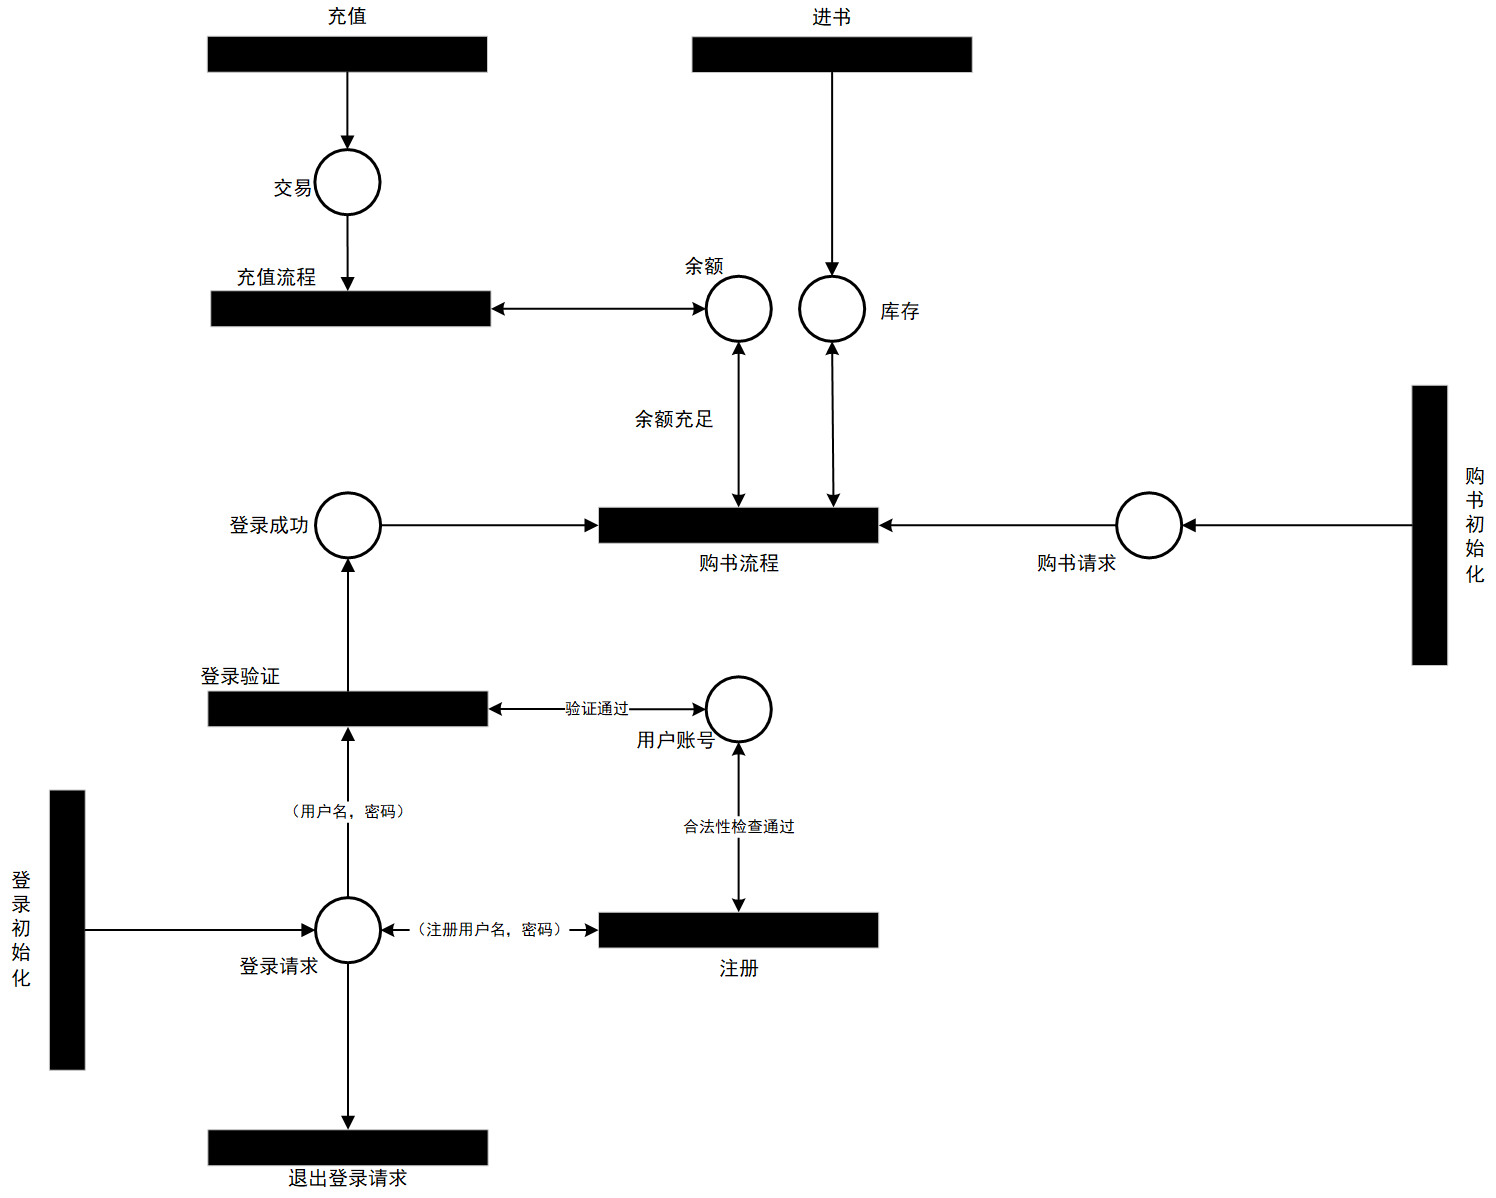 充值
进书
交易
充值流程
余额
库存
余额充足
登录成功
购书流程
购书请求
购书初始化
登录验证
验证通过
用户账号
（用户名，密码）
合法性检查通过
登录初始化
（注册用户名，密码）
登录请求
注册
退出登录请求